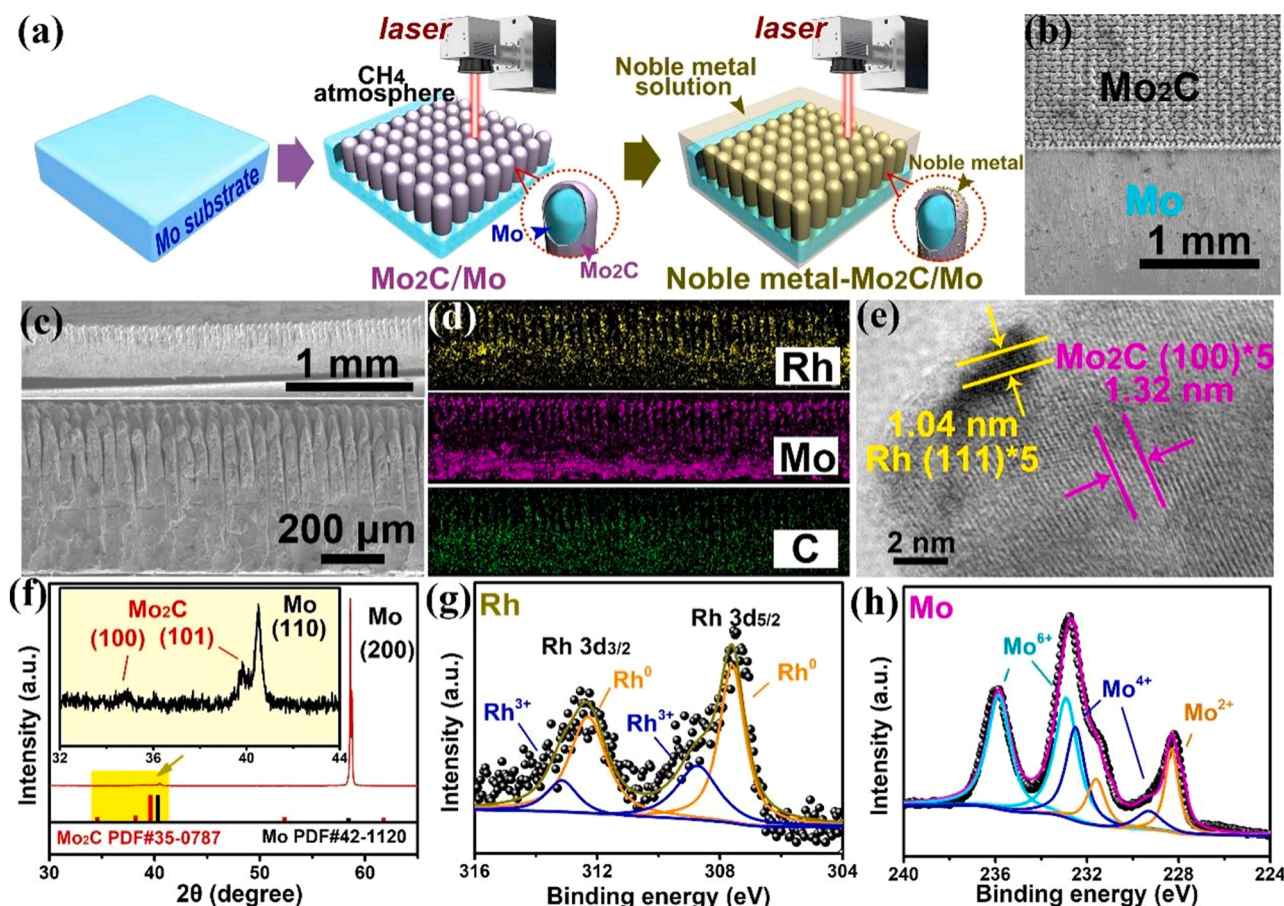 (a)
laser
CH4
atmosphere
Mo substrate
Mo
Mo2C
Mo2C/Mo
laser
Noble metal
solution
Noble metal
Noble metal-Mo2C/Mo
(b)
Mo2C
Mo
1 mm
(c)
1 mm
200 μm
(d)
Rh
Mo
C
(e)
Mo2C (100)*5
1.32 nm
1.04 nm
Rh (111)*5
2 nm
(f)
Intensity (a.u.)
Mo2C
(100) (101)
Mo
(110)
Mo
(200)
32 36 40 44
Mo2C PDF#35-0787 Mo PDF#42-1120
30 40 50 60
2θ (degree)
(g)
Rh
Intensity (a.u.)
Rh 3d3/2
Rh 3d5/2
Rh3+
Rh0
Rh3+
Rh0
316 312 308 304
Binding energy (eV)
(h)
Mo
Intensity (a.u.)
Mo6+
Mo4+
Mo2+
240 236 232 228 224
Binding energy (eV)